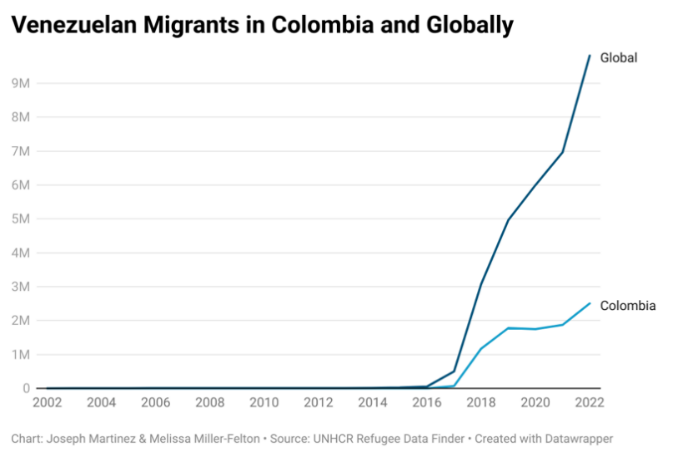 Venezuelan Migrants in Colombia and Globally
Global
9M
8M
7M
6M
5M
4M
3M
Colombia
2M
1M
0
2002 2004 2006 2008 2010 2012 2014 2016 2018 2020 2022
Chart: Joseph Martinez & Melissa Miller-Felton • Source: UNHCR Refugee Data Finder • Created with Datawrapper